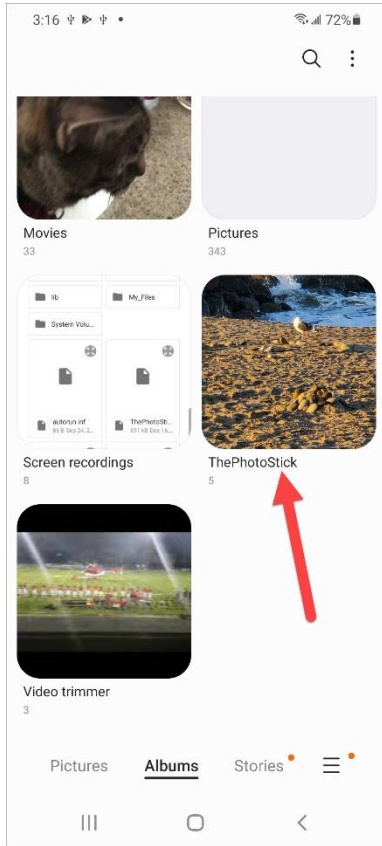 3:16 72%
Movies
33
Pictures
343
lib
My_Files
System Volu...
autorun.inf
ThePhotoSti...
Screen recordings
8
ThePhotoStick
5
Video trimmer
3
Pictures Albums Stories